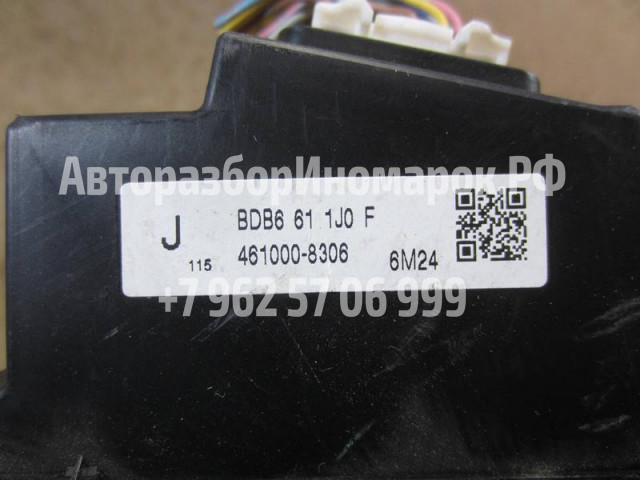 АвторазборИномарок.РФ
J BDB6 61 1J0 F
115 461000-8306 6M24
+7 962 57 06 999